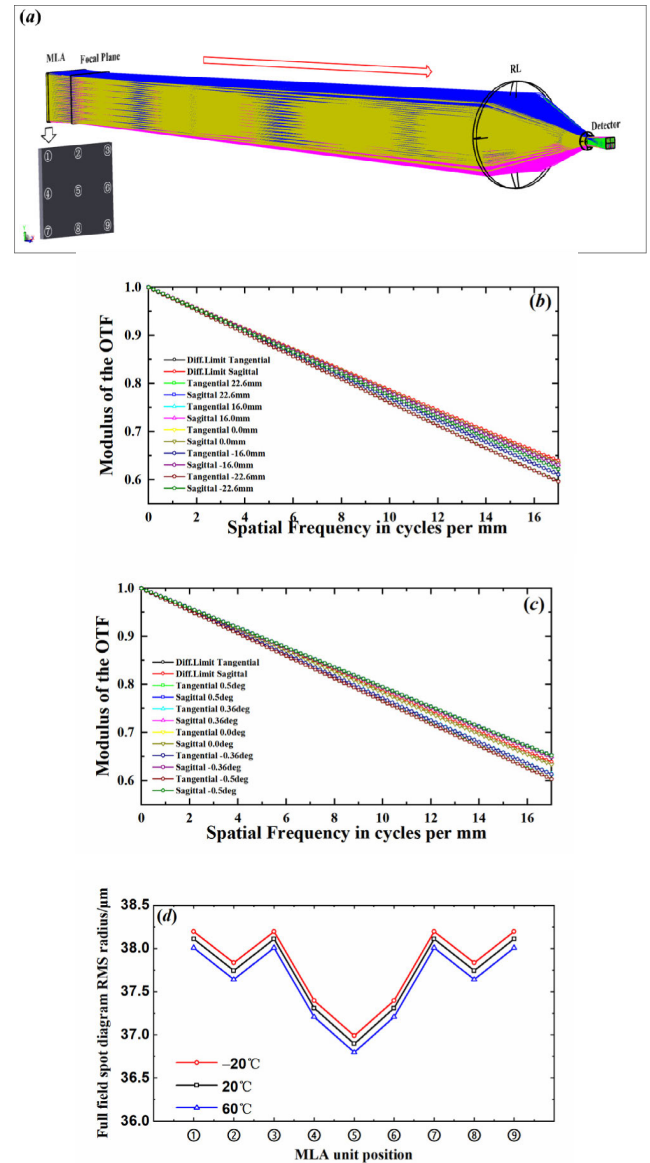 (a)
MLA
Focal Plane
RL
Detector
① ② ③
④ ⑤
⑦ ⑧ ⑨
(b)
Modulus of the OTF
1.0
0.9
0.8
0.7
0.6
Diff.Limit Tangential
Diff.Limit Sagittal
Tangential 22.6mm
Sagittal 22.6mm
Tangential 16.0mm
Sagittal 16.0mm
Tangential 0.0mm
Sagittal 0.0mm
Tangential -16.0mm
Sagittal -16.0mm
Tangential -22.6mm
Sagittal -22.6mm
0 2 4 6 8 10 12 14 16
Spatial Frequency in cycles per mm
(c)
Modulus of the OTF
1.0
0.9
0.8
0.7
0.6
Diff.Limit Tangential
Diff.Limit Sagittal
Tangential 0.5deg
Sagittal 0.5deg
Tangential 0.36deg
Sagittal 0.36deg
Tangential 0.0deg
Sagittal 0.0deg
Tangential -0.36deg
Sagittal -0.36deg
Tangential -0.5deg
Sagittal -0.5deg
0 2 4 6 8 10 12 14 16
Spatial Frequency in cycles per mm
(d)
Full field spot diagram RMS radius/μm
38.5
38.0
37.5
37.0
36.5
36.0
−20℃
20℃
60℃
① ② ③ ④ ⑤ ⑥ ⑦ ⑧ ⑨
MLA unit position